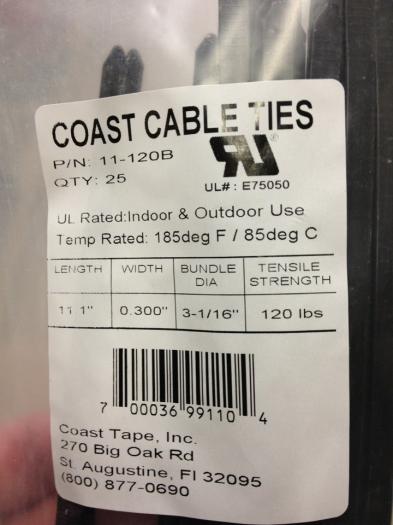 COAST CABLE TIES
P/N: 11-120B
QTY: 25
UL#: E75050
UL Rated:Indoor & Outdoor Use
Temp Rated: 185deg F / 85deg C
LENGTH WIDTH BUNDLE DIA TENSILE STRENGTH
11 1" 0.300" 3-1/16" 120 lbs
7 00036 99110 4
Coast Tape, Inc.
270 Big Oak Rd
St. Augustine, Fl 32095
(800) 877-0690